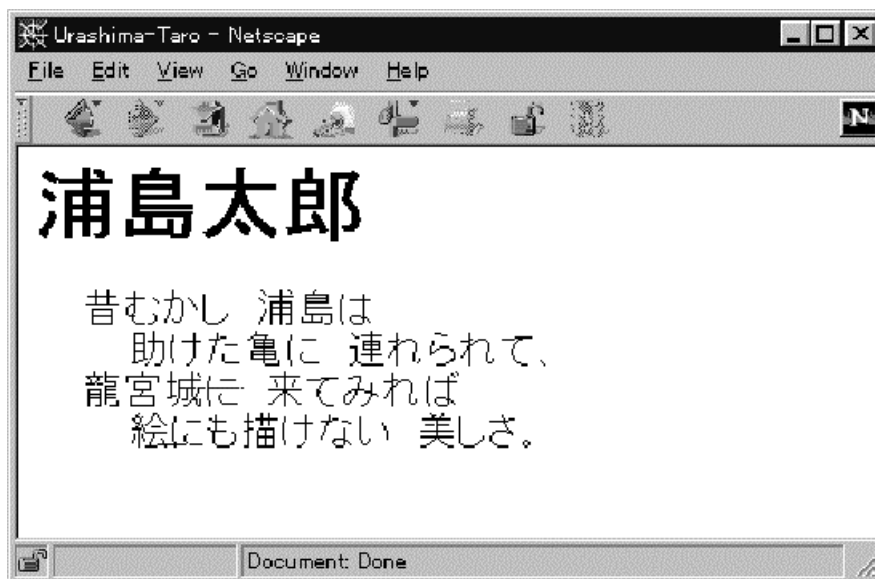 Urashima-Taro - Netscape
File Edit View Go Window Help
N
浦島太郎
昔むかし 浦島は
助けた亀に 連れられて、
龍宮城に 来てみれば
絵にも描けない 美しさ。
Document: Done